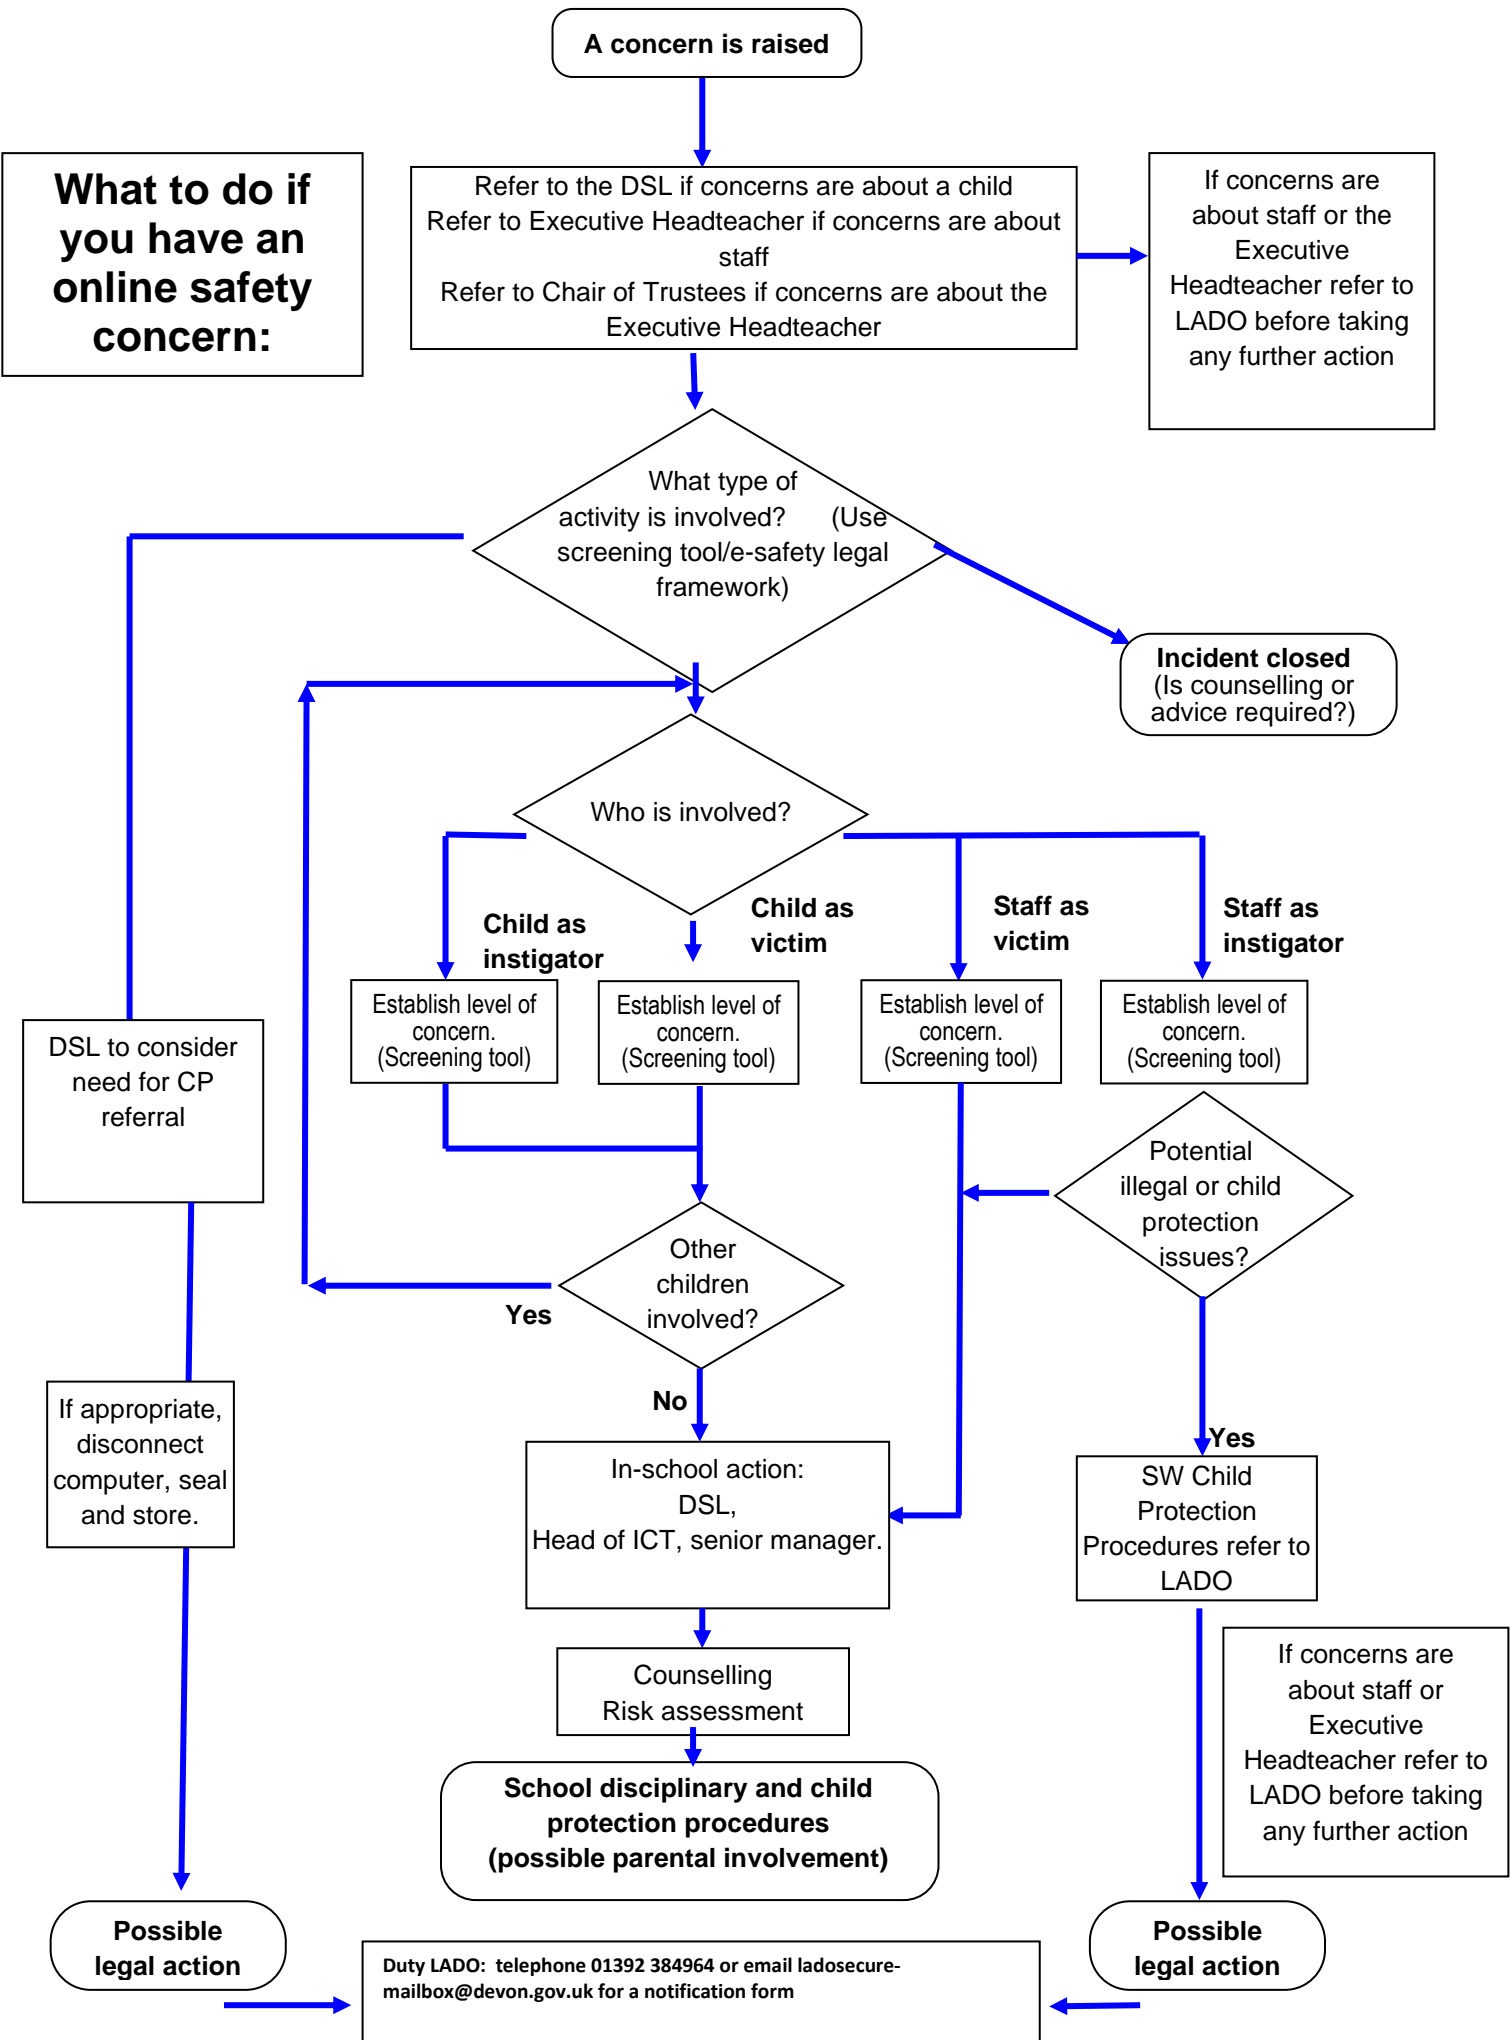 A concern is raised
What to do if
you have an
online safety
concern:
Refer to the DSL if concerns are about a child
Refer to Executive Headteacher if concerns are about
staff
Refer to Chair of Trustees if concerns are about the
Executive Headteacher
If concerns are
about staff or the
Executive
Headteacher refer to
LADO before taking
any further action
What type of
activity is involved? (Use
screening tool/e-safety legal
framework)
Incident closed
(Is counselling or
advice required?)
Who is involved?
Child as
instigator
Child as
victim
Staff as
victim
Staff as
instigator
Establish level of
concern.
(Screening tool)
Establish level of
concern.
(Screening tool)
Establish level of
concern.
(Screening tool)
Establish level of
concern.
(Screening tool)
DSL to consider
need for CP
referral
Potential
illegal or child
protection
issues?
Other
children
involved?
Yes
No
Yes
If appropriate,
disconnect
computer, seal
and store.
In-school action:
DSL,
Head of ICT, senior manager.
SW Child
Protection
Procedures refer to
LADO
Counselling
Risk assessment
If concerns are
about staff or
Executive
Headteacher refer to
LADO before taking
any further action
School disciplinary and child
protection procedures
(possible parental involvement)
Possible
legal action
Possible
legal action
Duty LADO: telephone 01392 384964 or email ladosecure-
mailbox@devon.gov.uk for a notification form